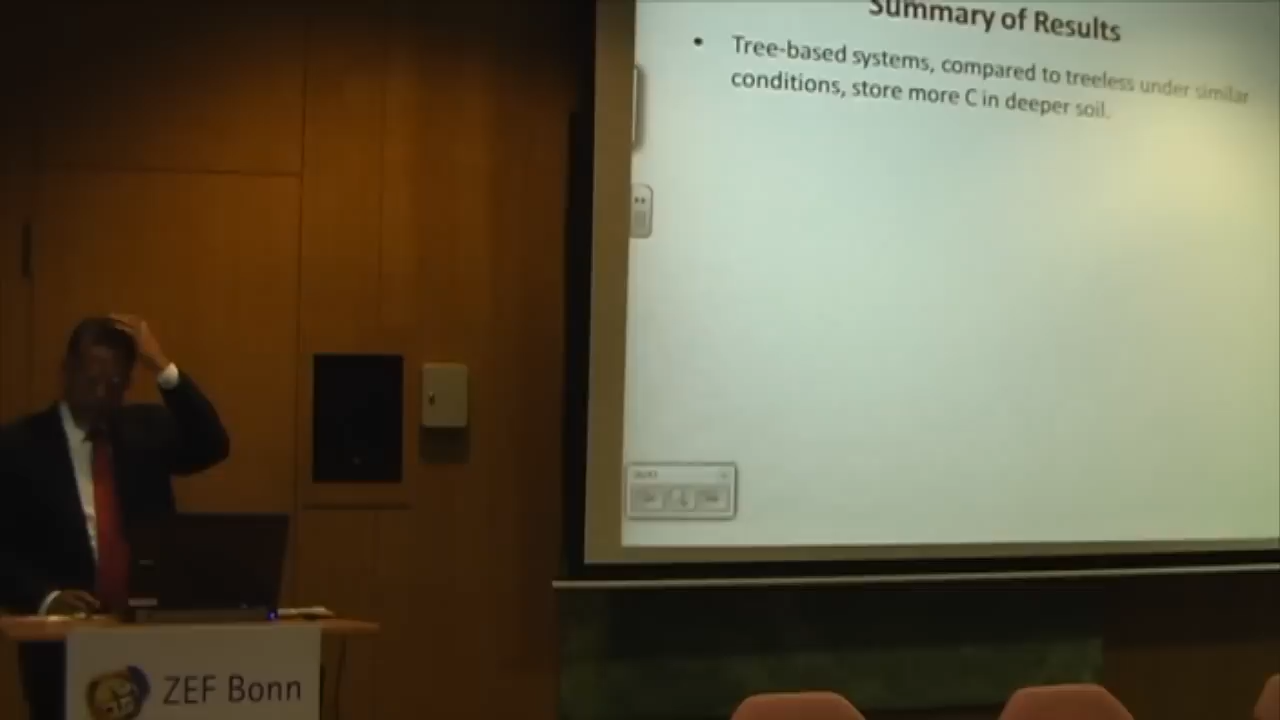 Summary of Results
• Tree-based systems, compared to treeless under similar
conditions, store more C in deeper soil.
ZEF Bonn